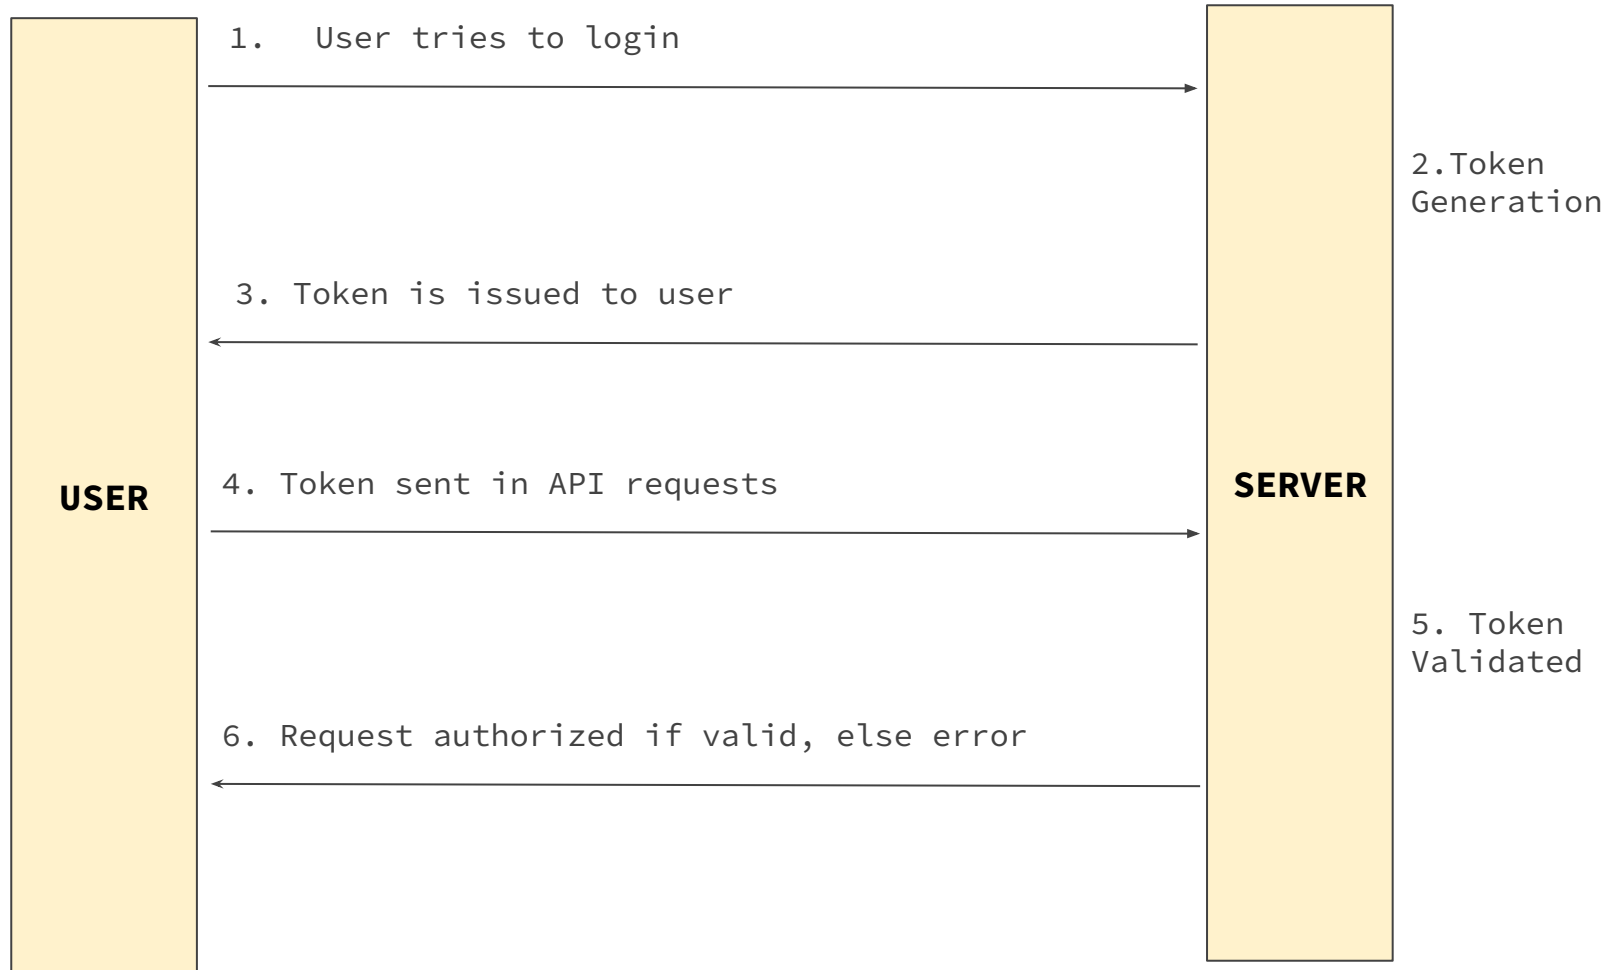 1. User tries to login
2.Token
Generation
3. Token is issued to user
USER
4. Token sent in API requests
SERVER
5. Token
Validated
6. Request authorized if valid, else error